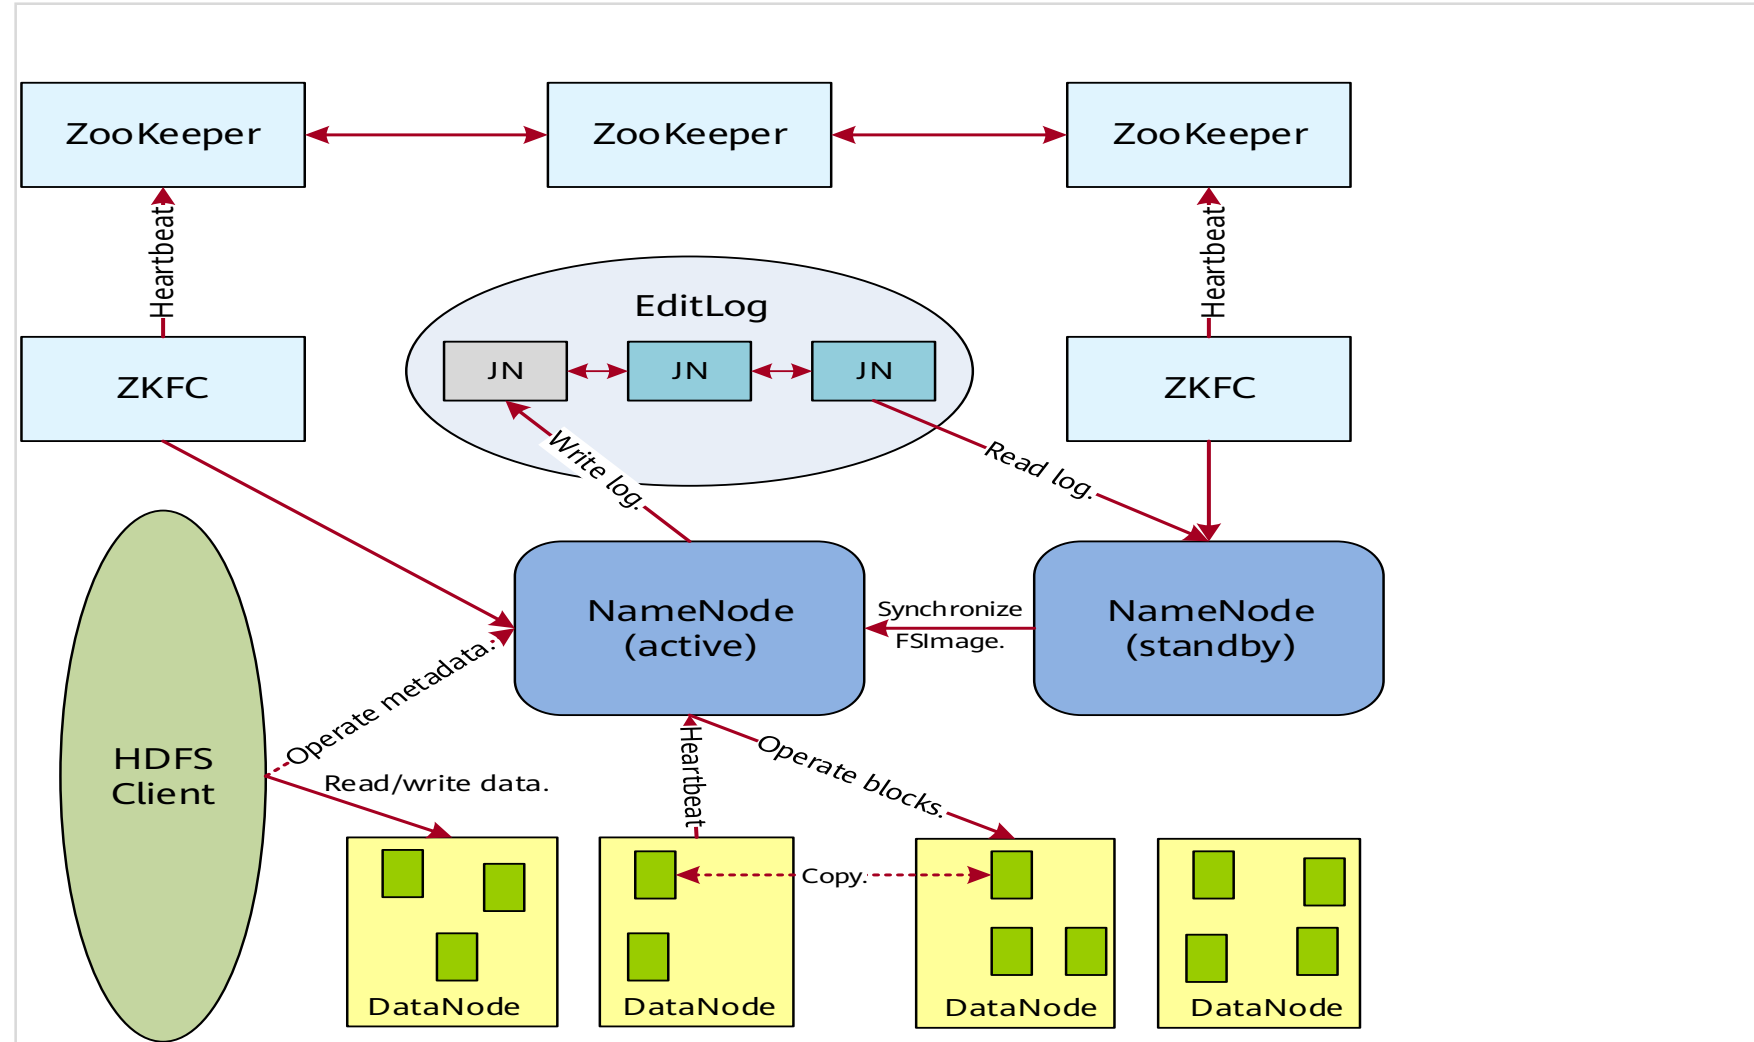 ZooKeeper
ZooKeeper
ZooKeeper
Heartbeat
Heartbeat
EditLog
JN
JN
JN
ZKFC
ZKFC
Write log.
Read log.
NameNode
(active)
Synchronize
FSImage.
NameNode
(standby)
Operate metadata.
HDFS
Client
Read/write data.
Heartbeat
Operate blocks.
Copy.
DataNode
DataNode
DataNode
DataNode